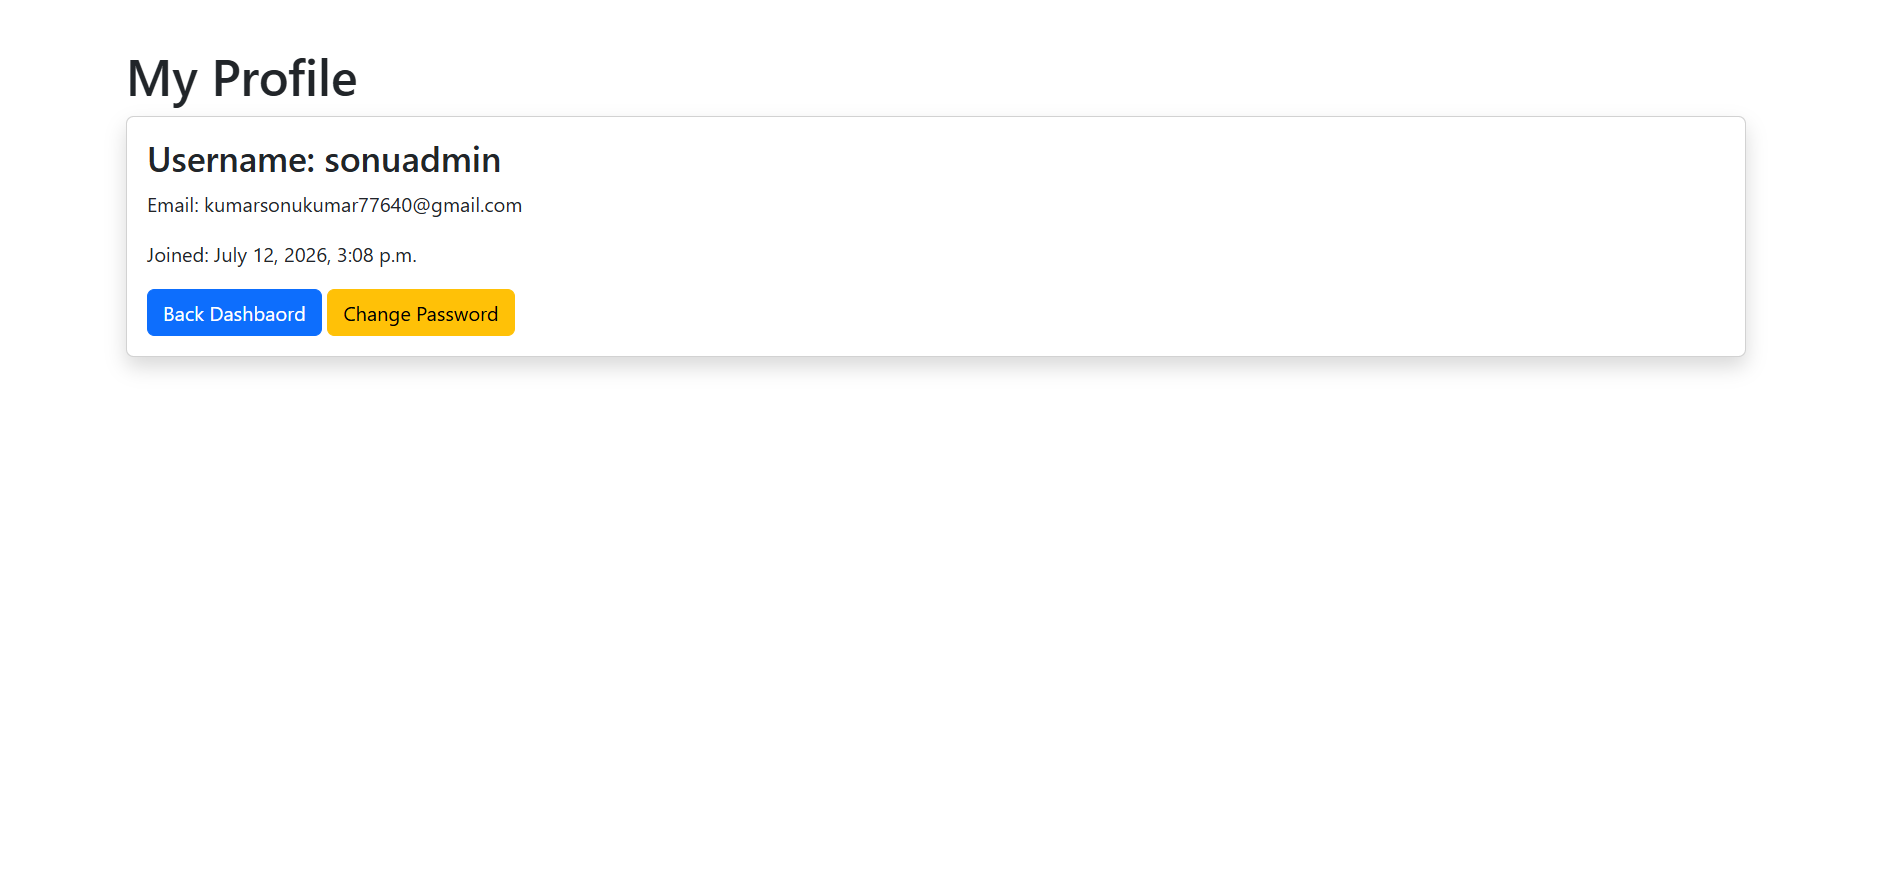 My Profile
Username: sonuadmin
Email: kumarsonukumar77640@gmail.com
Joined: July 12, 2026, 3:08 p.m.
Back Dashbaord Change Password